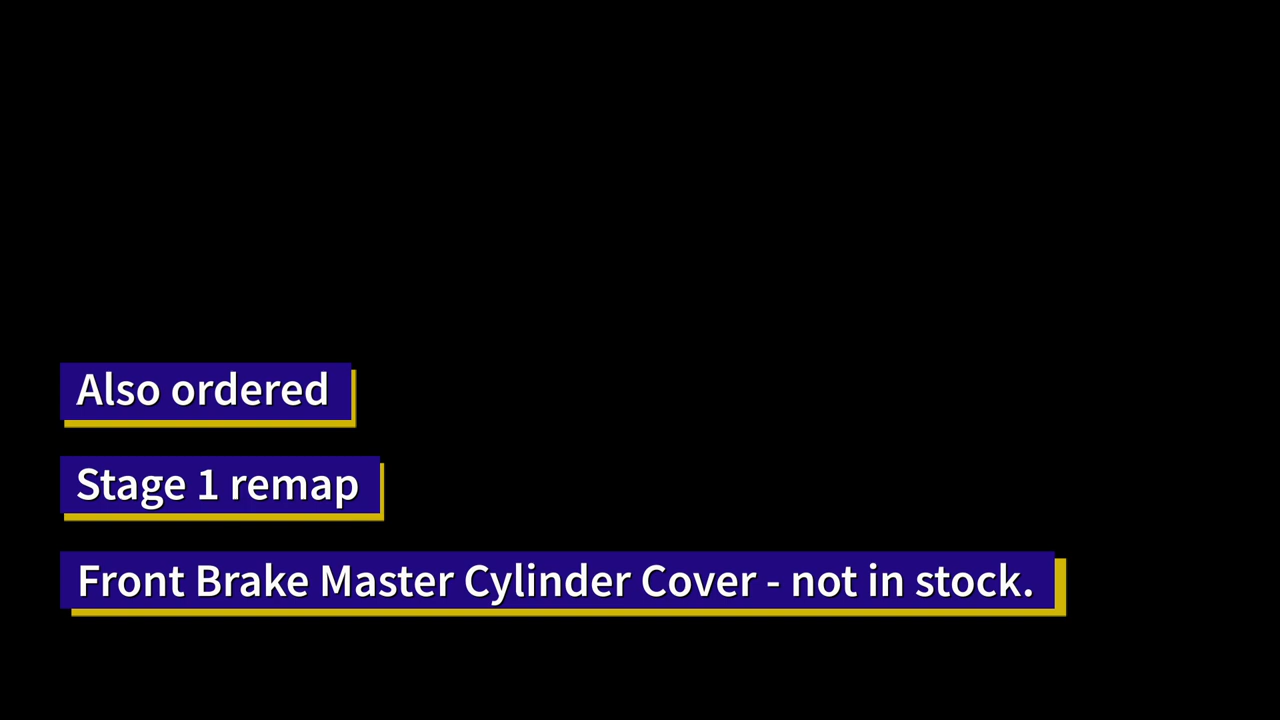 Also ordered
Stage 1 remap
Front Brake Master Cylinder Cover - not in stock.